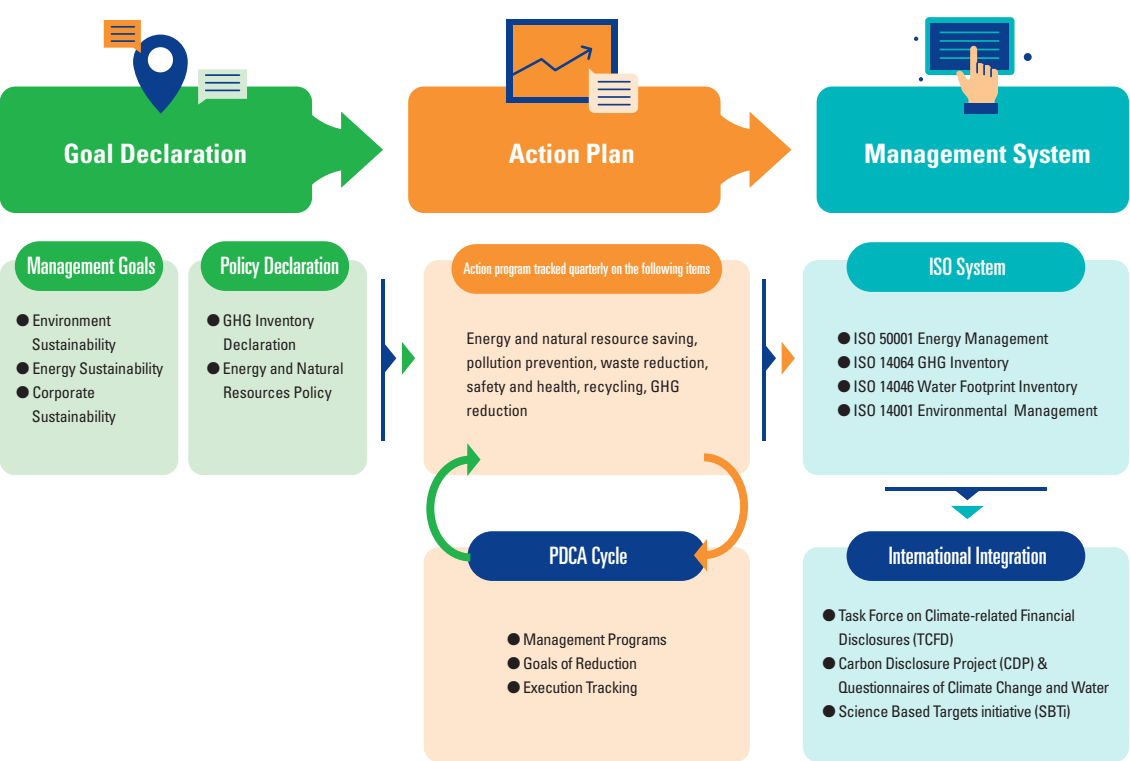 Goal Declaration
Action Plan
Management System
Management Goals
● Environment
Sustainability
● Energy Sustainability
● Corporate
Sustainability
Policy Declaration
● GHG Inventory
Declaration
● Energy and Natural
Resources Policy
Action program tracked quarterly on the following items
Energy and natural resource saving,
pollution prevention, waste reduction,
safety and health, recycling, GHG
reduction
PDCA Cycle
● Management Programs
● Goals of Reduction
● Execution Tracking
ISO System
● ISO 50001 Energy Management
● ISO 14064 GHG Inventory
● ISO 14046 Water Footprint Inventory
● ISO 14001 Environmental Management
International Integration
● Task Force on Climate-related Financial
Disclosures (TCFD)
● Carbon Disclosure Project (CDP) &
Questionnaires of Climate Change and Water
● Science Based Targets initiative (SBTi)